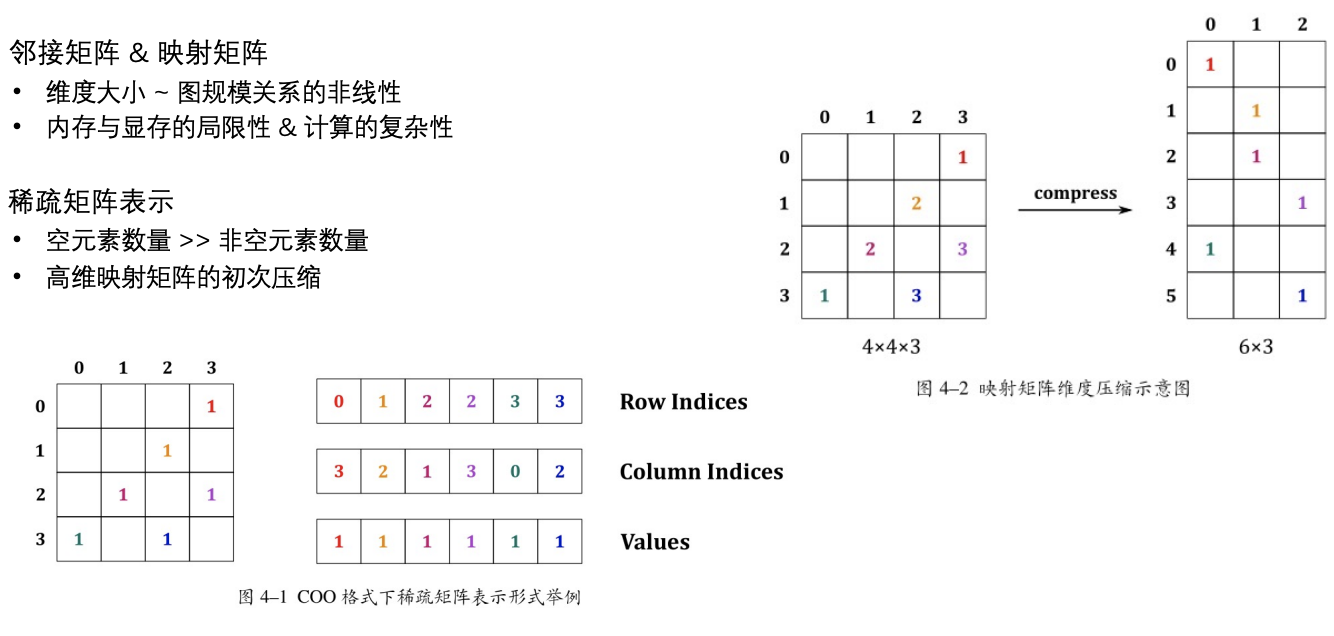 邻接矩阵 & 映射矩阵
• 维度大小 ~ 图规模关系的非线性
• 内存与显存的局限性 & 计算的复杂性
稀疏矩阵表示
• 空元素数量 >> 非空元素数量
• 高维映射矩阵的初次压缩
0 1 2 3
0 1
1 1
2 1 1
3 1 1
0 1 2 2 3 3 Row Indices
3 2 1 3 0 2 Column Indices
1 1 1 1 1 1 Values
图 4–1 COO 格式下稀疏矩阵表示形式举例
0 1 2 3
0 1
1 2
2 2 3
3 1 3
4×4×3
compress
0 1 2
0 1
1 1
2 1
3 1
4 1
5 1
6×3
图 4–2 映射矩阵维度压缩示意图